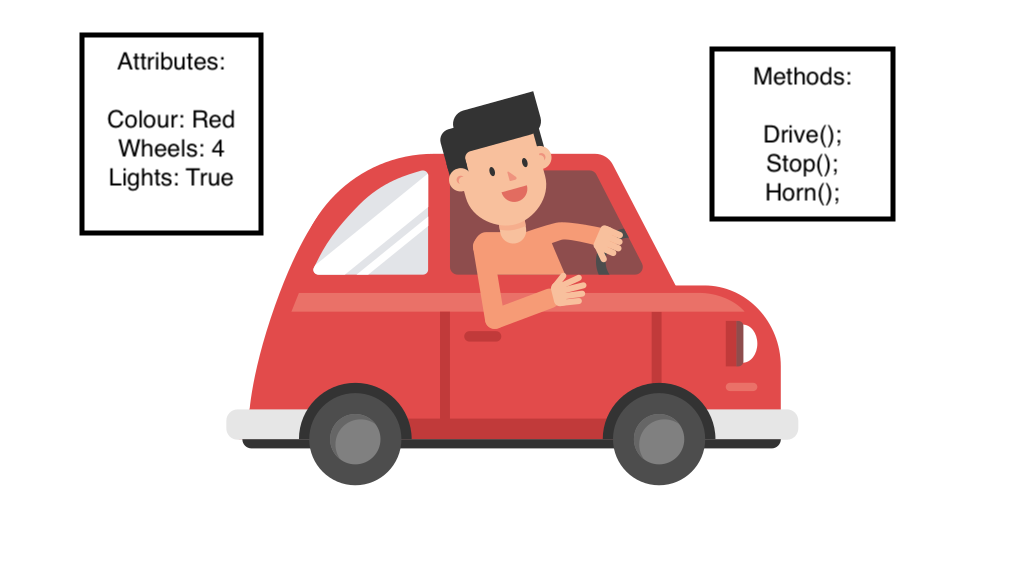 Attributes:
Colour: Red
Wheels: 4
Lights: True
Methods:
Drive();
Stop();
Horn();